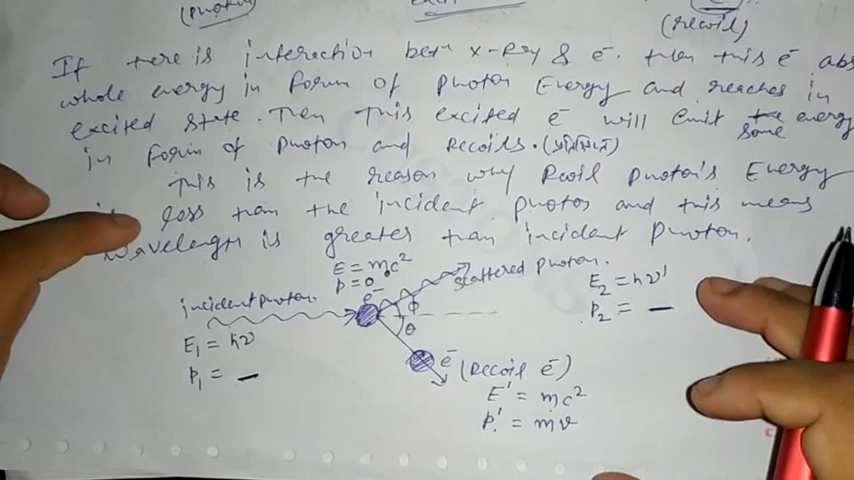 (photon)
(recoil)
If there is interaction betn x-Ray & e-. then this e- abs
whole energy in form of photon Energy and reaches in
excited state. Then this excited e- will emit some energy
in form of photon and recoils.
This is the reason why Recoil photon's Energy
less than the incident photon and this means
wavelength is greater than incident photon.
E = m₀c²
p = 0
e-
scattered photon.
E₂ = hν'
p₂ = —
incident photon.
ϕ
θ
E₁ = hν
p₁ = —
e- (Recoil e-)
E' = mc²
p' = mv